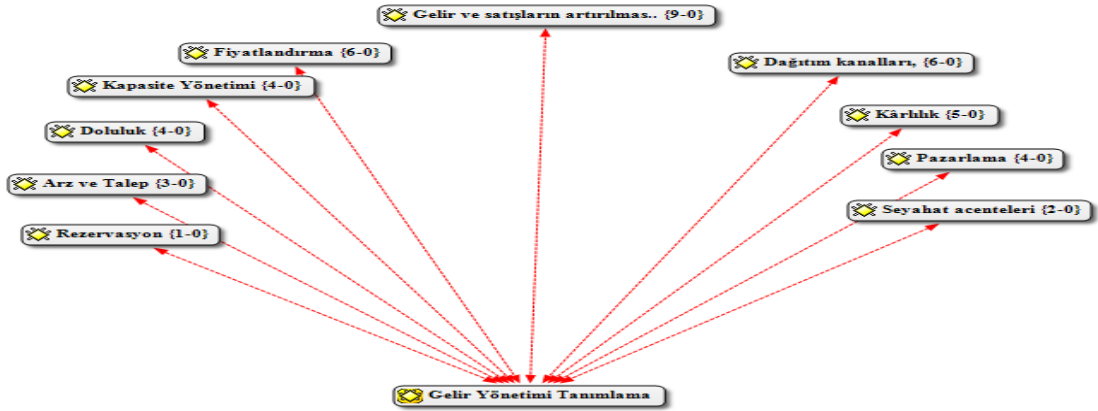 Gelir ve satışların artırılmas.. {9-0}
Fiyatlandırma {6-0}
Dağıtım kanalları, {6-0}
Kapasite Yönetimi {4-0}
Kârlılık {5-0}
Doluluk {4-0}
Pazarlama {4-0}
Arz ve Talep {3-0}
Seyahat acenteleri {2-0}
Rezervasyon {1-0}
Gelir Yönetimi Tanımlama